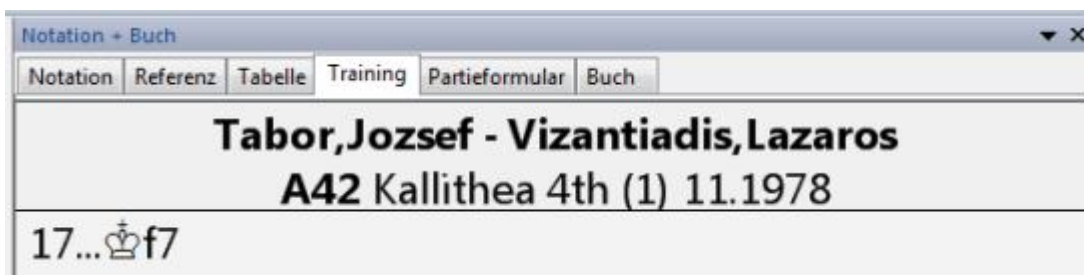 Notation + Buch
Notation Referenz Tabelle Training Partieformular Buch
Tabor,Jozsef - Vizantiadis,Lazaros
A42 Kallithea 4th (1) 11.1978
17...♔f7